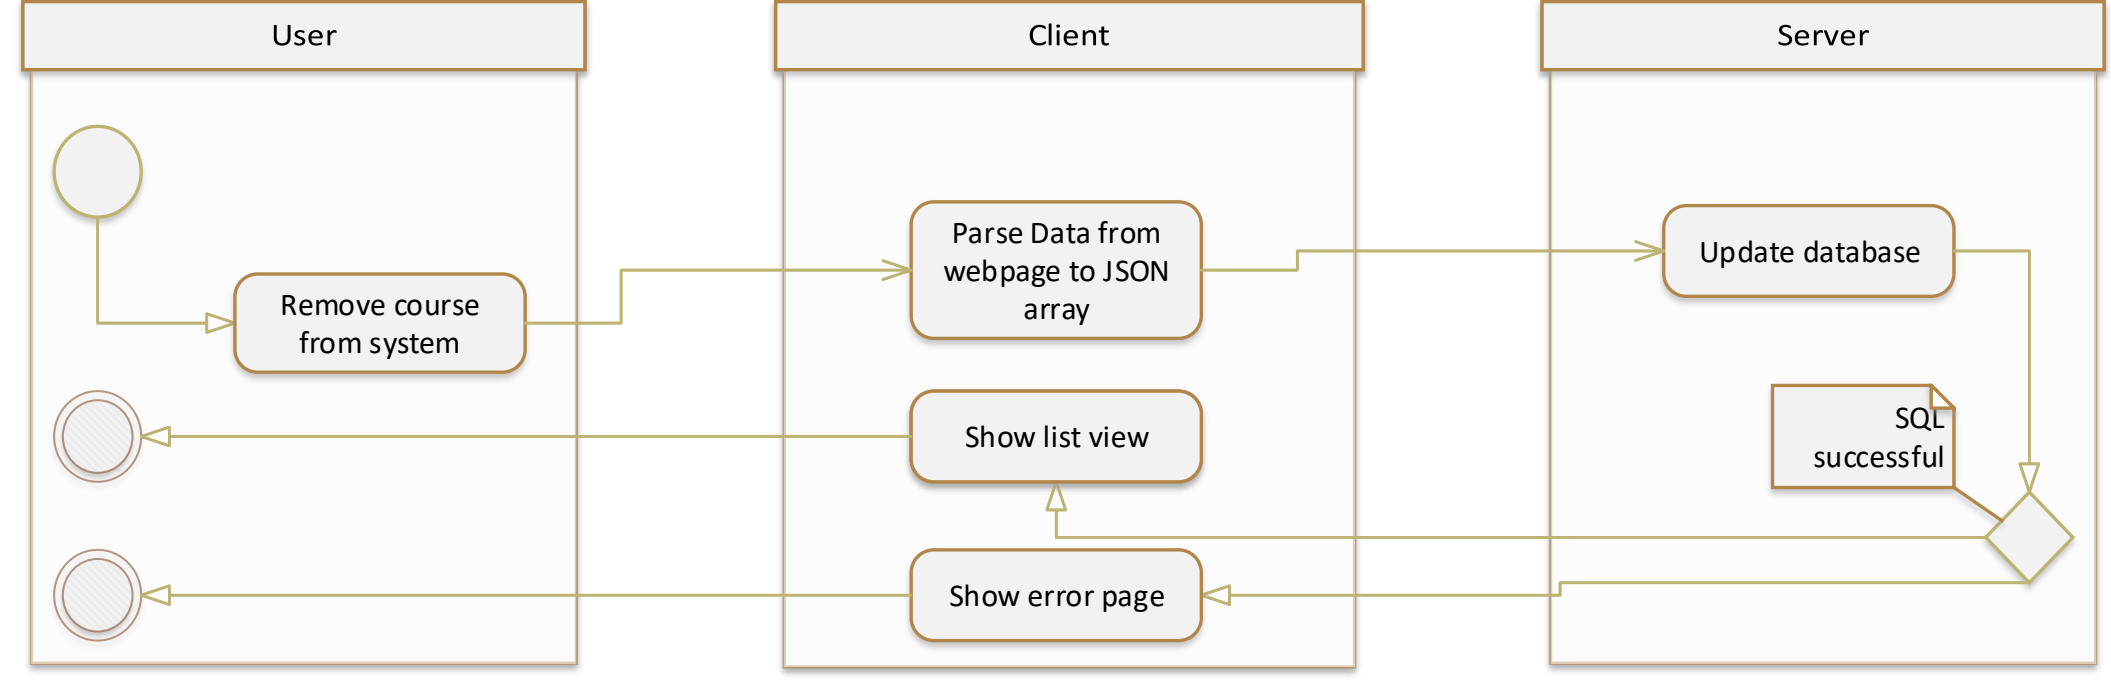 User
Client
Server
Remove course
from system
Parse Data from
webpage to JSON
array
Update database
SQL
successful
Show list view
Show error page